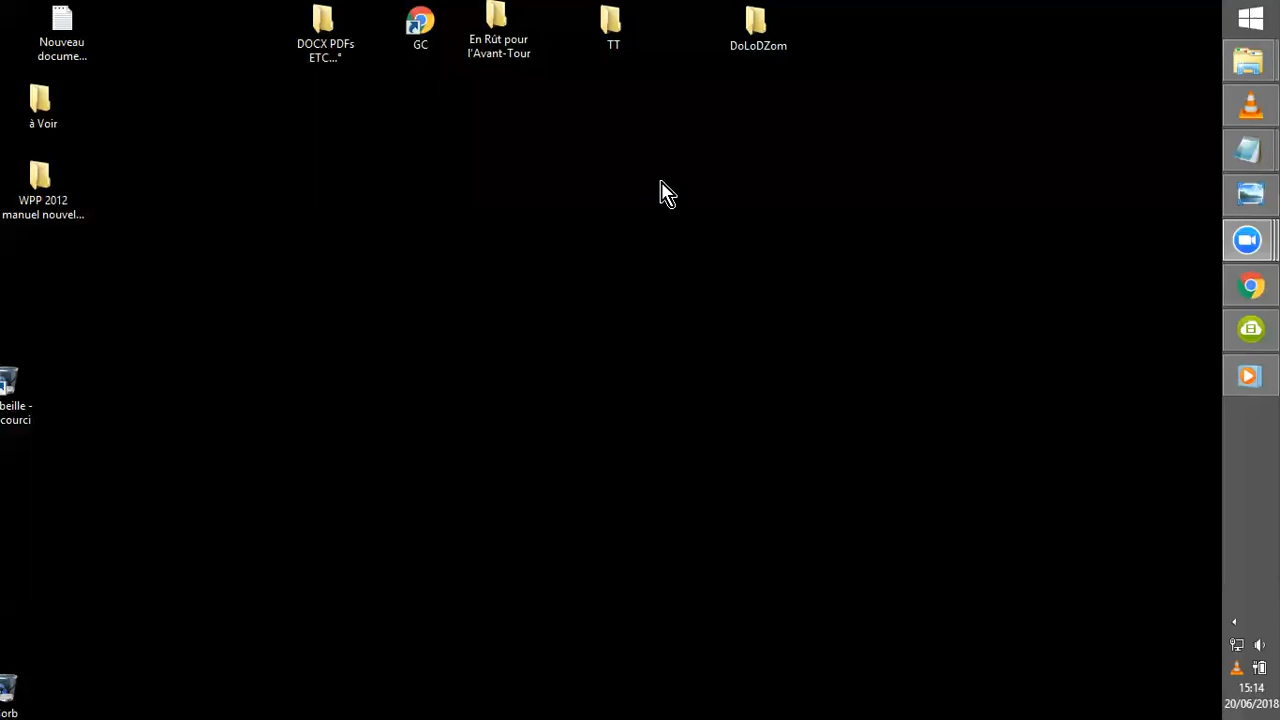 Nouveau
docume...
DOCX PDFs
ETC...°
GC
En Rût pour
l'Avant-Tour
TT
DoLoDZom
à Voir
WPP 2012
manuel nouvel...
beille -
courci
orb
15:14
20/06/2018